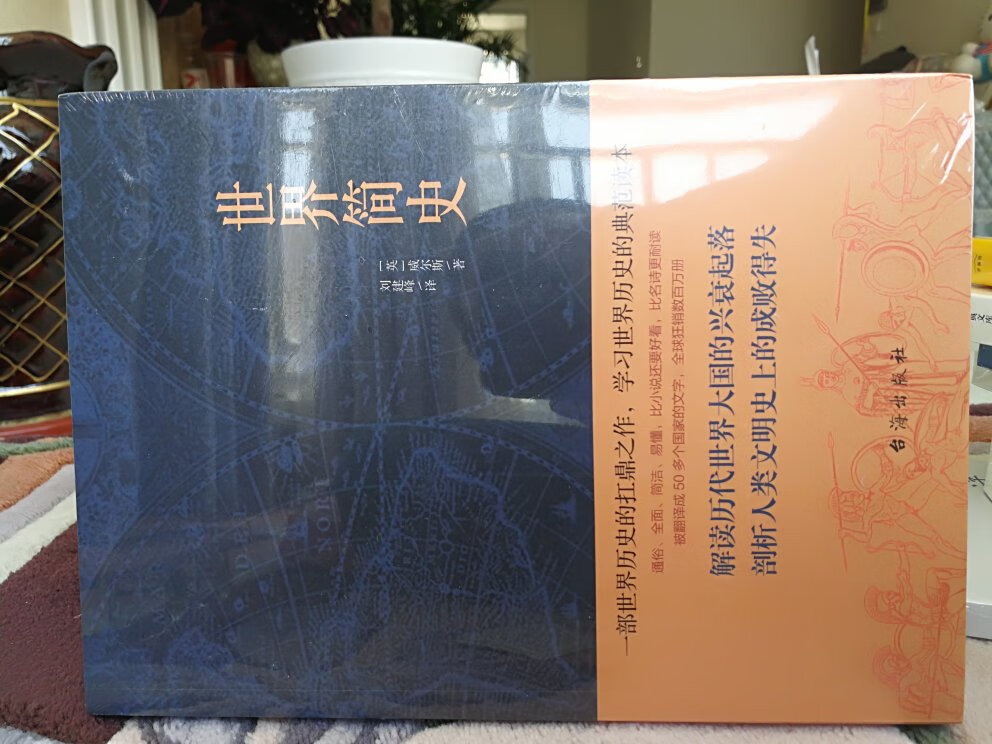 世界简史
[英] 威尔斯 / 著
刘建峰 / 译
一部世界历史的扛鼎之作，学习世界历史的典范读本
通俗、全面、简洁、易懂，比小说还要好看，比名诗更耐读
被翻译成 50 多个国家的文字，全球狂销数百万册
解读历代世界大国的兴衰起落
剖析人类文明史上的成败得失
台海出版社